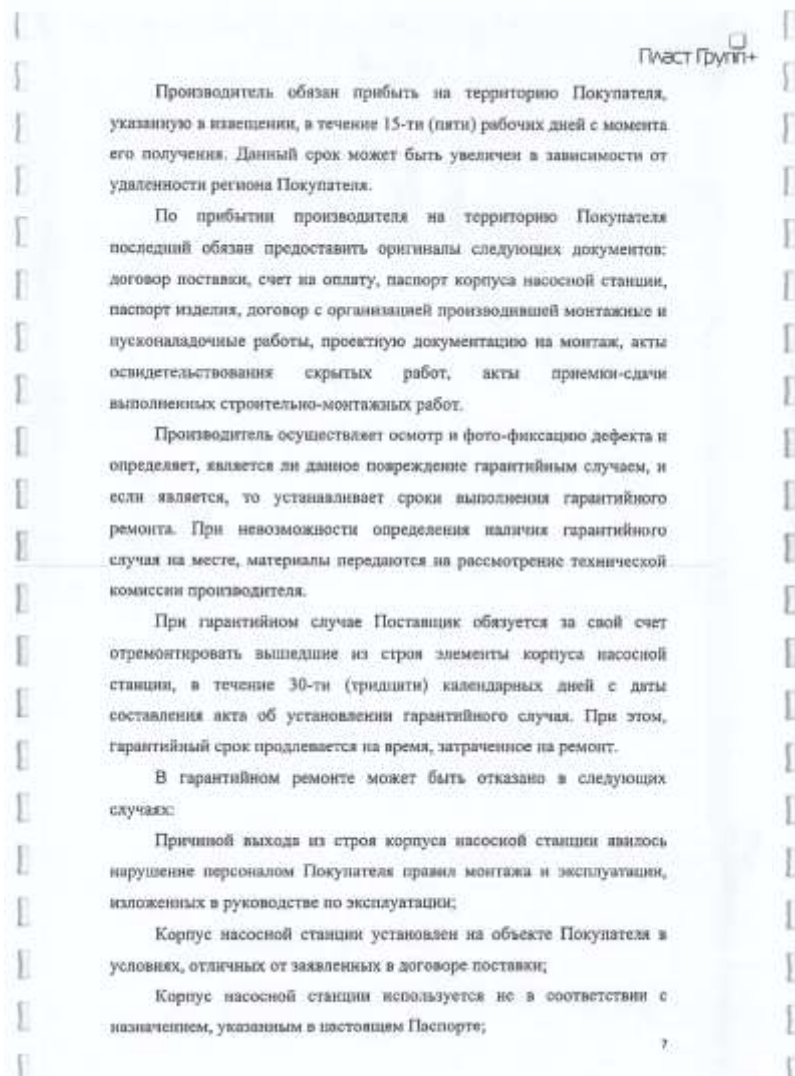 Пласт Групп+
Производитель обязан прибыть на территорию Покупателя,
указанную в извещении, в течение 15-ти (пяти) рабочих дней с момента
его получения. Данный срок может быть увеличен в зависимости от
удаленности региона Покупателя.
По прибытии производителя на территорию Покупателя
последний обязан предоставить оригиналы следующих документов:
договор поставки, счет на оплату, паспорт корпуса насосной станции,
паспорт изделия, договор с организацией производившей монтажные и
пусконаладочные работы, проектную документацию на монтаж, акты
освидетельствования скрытых работ, акты приемки-сдачи
выполненных строительно-монтажных работ.
Производитель осуществляет осмотр и фото-фиксацию дефекта и
определяет, является ли данное повреждение гарантийным случаем, и
если является, то устанавливает сроки выполнения гарантийного
ремонта. При невозможности определения наличия гарантийного
случая на месте, материалы передаются на рассмотрение технической
комиссии производителя.
При гарантийном случае Поставщик обязуется за свой счет
отремонтировать вышедшие из строя элементы корпуса насосной
станции, в течение 30-ти (тридцати) календарных дней с даты
составления акта об установлении гарантийного случая. При этом,
гарантийный срок продлевается на время, затраченное на ремонт.
В гарантийном ремонте может быть отказано в следующих
случаях:
Причиной выхода из строя корпуса насосной станции явилось
нарушение персоналом Покупателя правил монтажа и эксплуатации,
изложенных в руководстве по эксплуатации;
Корпус насосной станции установлен на объекте Покупателя в
условиях, отличных от заявленных в договоре поставки;
Корпус насосной станции используется не в соответствии с
назначением, указанным в настоящем Паспорте;
7